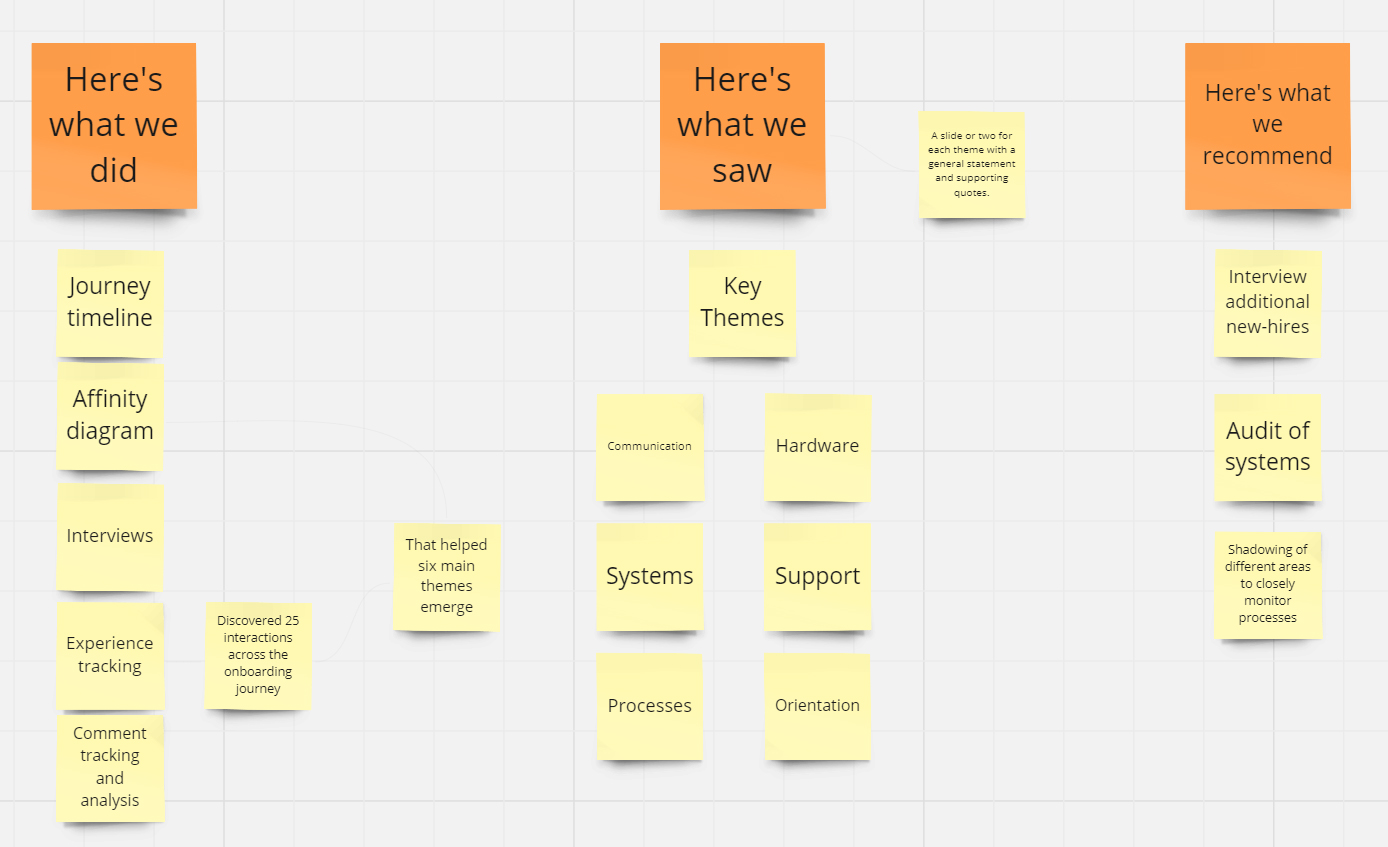 Here's
what we
did
Journey
timeline
Affinity
diagram
Interviews
Experience
tracking
Comment
tracking
and
analysis
Discovered 25
interactions
across the
onboarding
journey
That helped
six main
themes
emerge
Here's
what we
saw
A slide or two for
each theme with a
general statement
and supporting
quotes.
Key
Themes
Communication
Hardware
Systems
Support
Processes
Orientation
Here's what
we
recommend
Interview
additional
new-hires
Audit of
systems
Shadowing of
different areas
to closely
monitor
processes